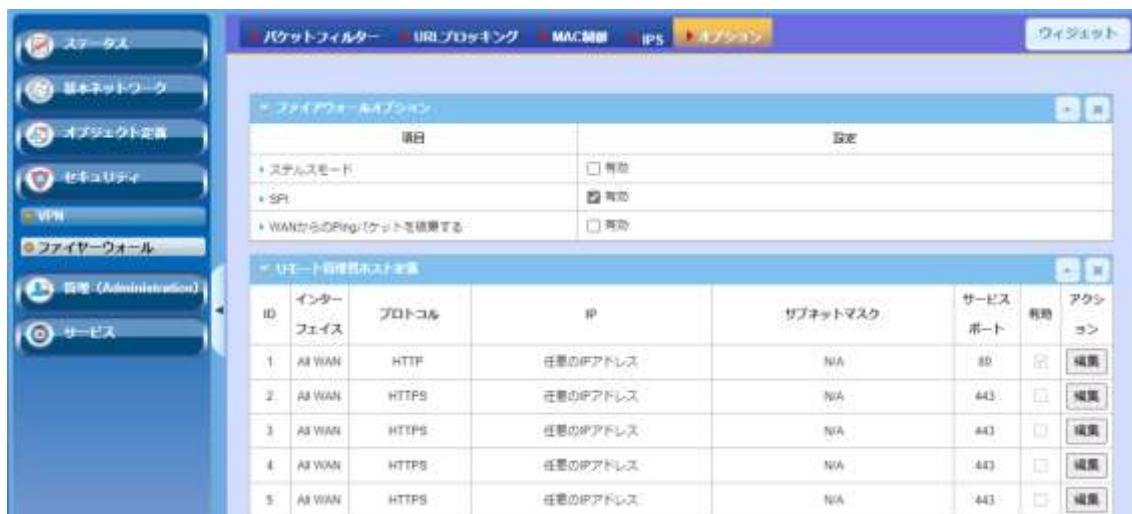 ステータス
基本ネットワーク
オブジェクト定義
セキュリティ
VPN
ファイヤーウォール
管理 (Administration)
サービス
パケットフィルター URLブロッキング MAC制御 IPS オプション
ウィジェット
ファイアウォールオプション
項目 設定
ステルスモード 有効
SPI 有効
WANからのPingパケットを破棄する 有効
リモート管理者ホスト定義
ID インターフェイス プロトコル IP サブネットマスク サービスポート 有効 アクション
1 All WAN HTTP 任意のIPアドレス N/A 80 編集
2 All WAN HTTPS 任意のIPアドレス N/A 443 編集
3 All WAN HTTPS 任意のIPアドレス N/A 443 編集
4 All WAN HTTPS 任意のIPアドレス N/A 443 編集
5 All WAN HTTPS 任意のIPアドレス N/A 443 編集